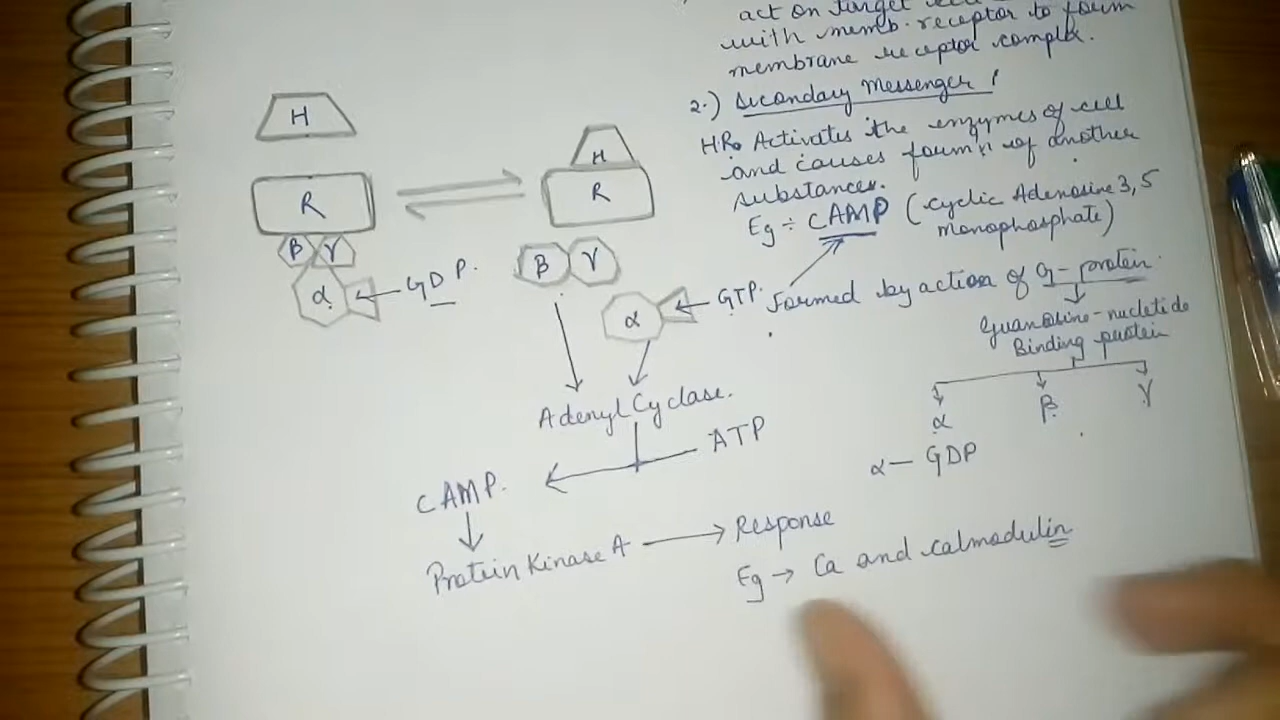 act on target
with memb. receptor to form
membrane receptor complex.
2.) Secondary Messenger
HR. Activates the enzymes of cell
and causes formn of another
substances.
Eg ÷ cAMP (cyclic Adenosine 3,5
monophosphate)
Formed by action of G-protein.
Guanosine-nucletide
Binding protein
α β γ
α — GDP
H
R
β γ
α
GDP.
H
R
β γ
α
GTP.
Adenyl Cyclase.
ATP
CAMP.
Protein Kinase A → Response
Eg → Ca and calmodulin